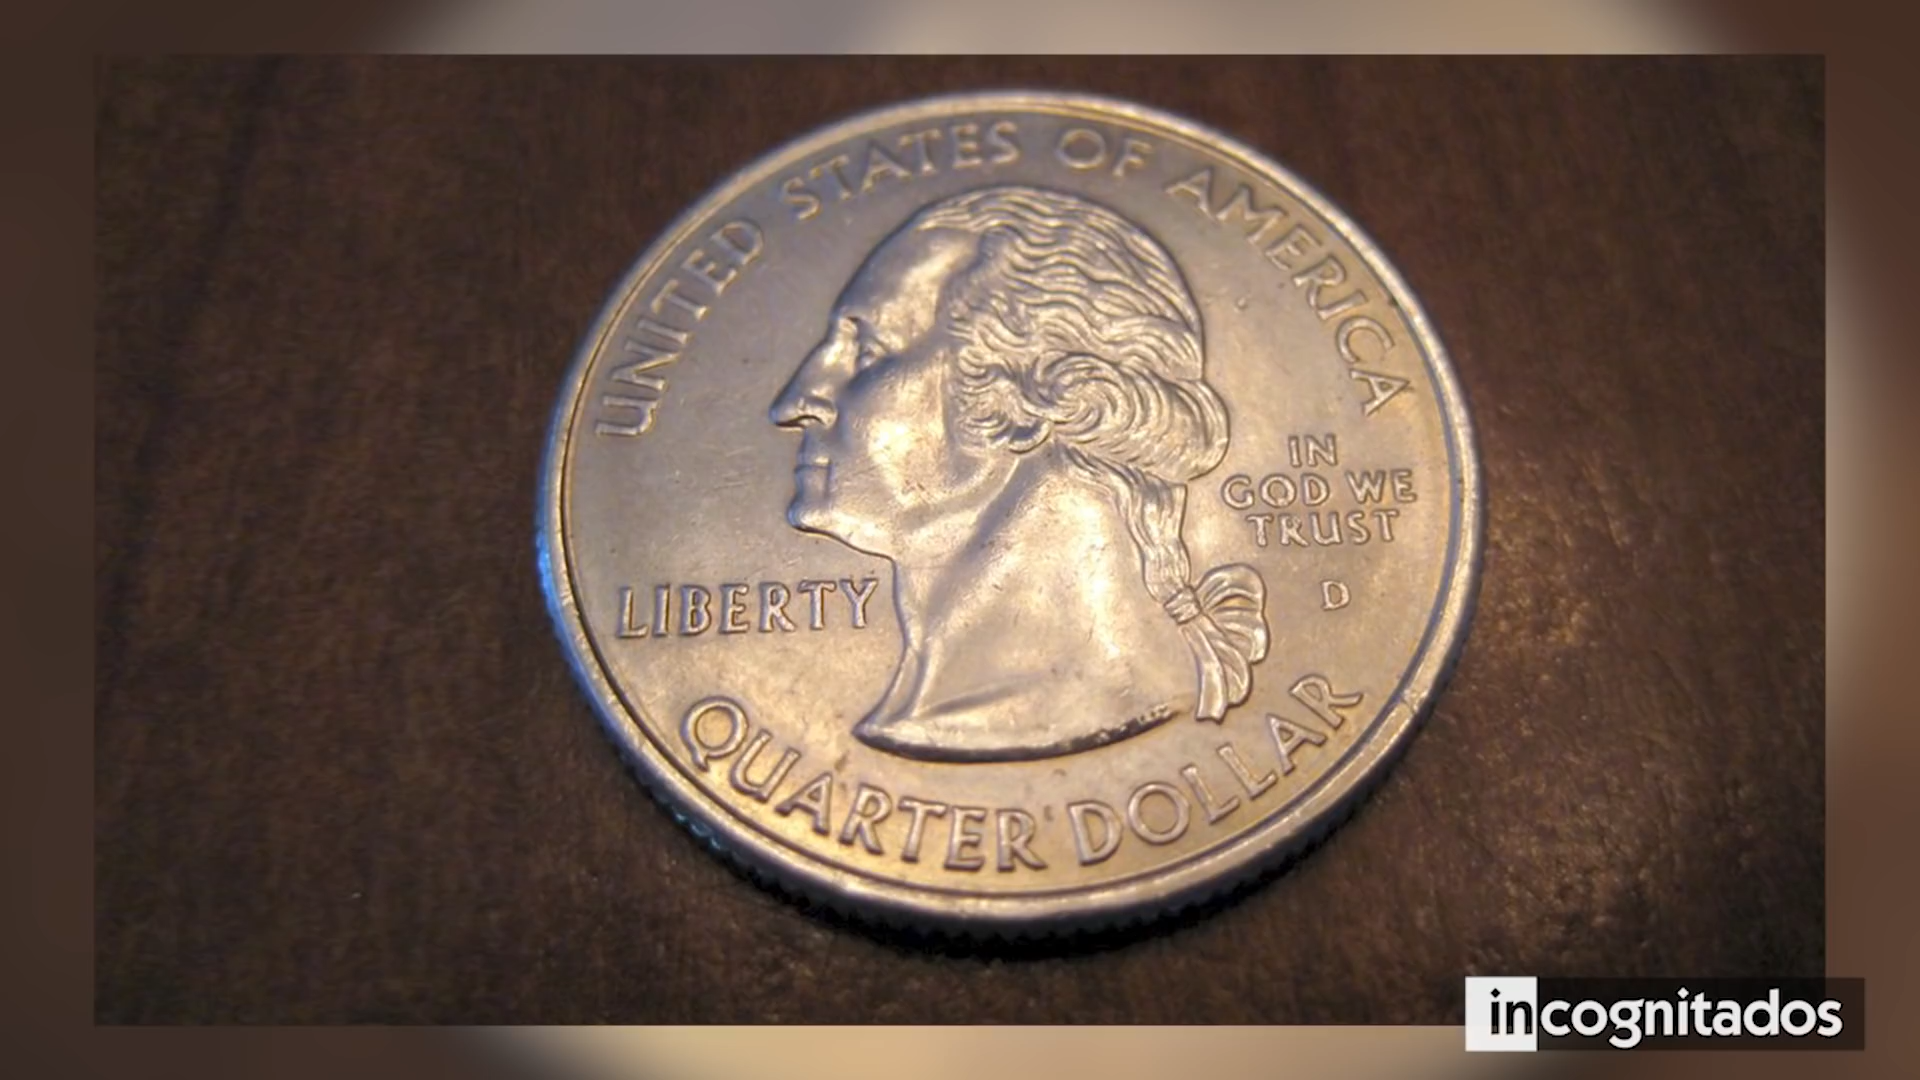 UNITED STATES OF AMERICA
IN
GOD WE
TRUST
LIBERTY
D
QUARTER DOLLAR
incognitados